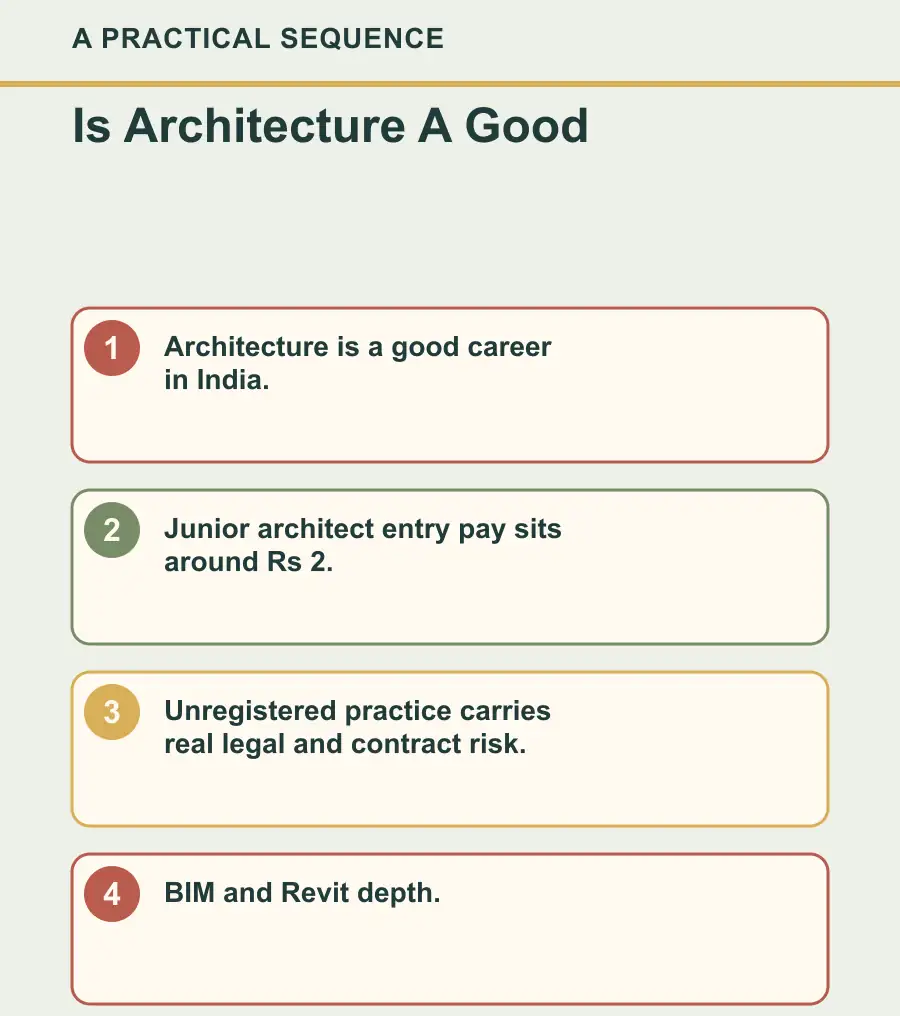 A PRACTICAL SEQUENCE
Is Architecture A Good
1
Architecture is a good career
in India.
2
Junior architect entry pay sits
around Rs 2.
3
Unregistered practice carries
real legal and contract risk.
4
BIM and Revit depth.